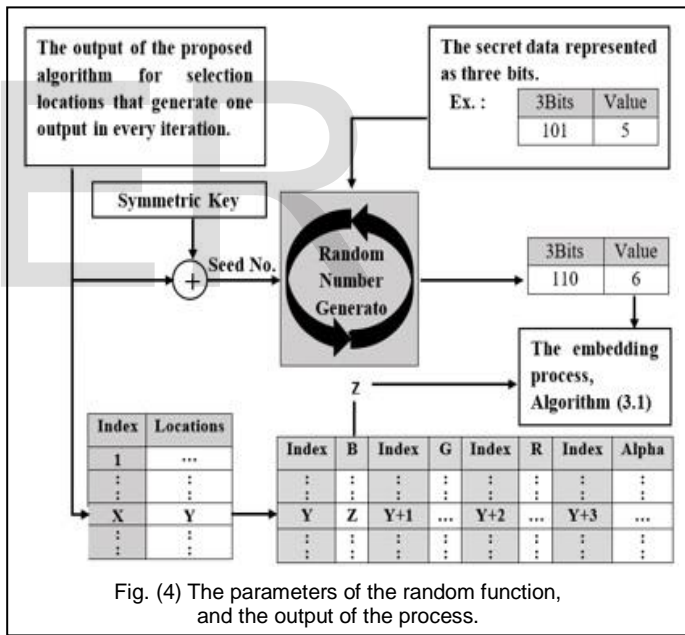 The output of the proposed
algorithm for selection
locations that generate one
output in every iteration.
The secret data represented
as three bits.
Ex. :
3Bits Value
101 5
ER
Symmetric Key
+
Seed No.
Random
Number
Generato
3Bits Value
110 6
The embedding
process,
Algorithm (3.1)
Z
Index Locations
1 ...
: :
: :
X Y
: :
: :
Index B Index G Index R Index Alpha
: : : : : : : :
: : : : : : : :
Y Z Y+1 ... Y+2 ... Y+3 ...
: : : : : : : :
: : : : : : : :
Fig. (4) The parameters of the random function,
and the output of the process.